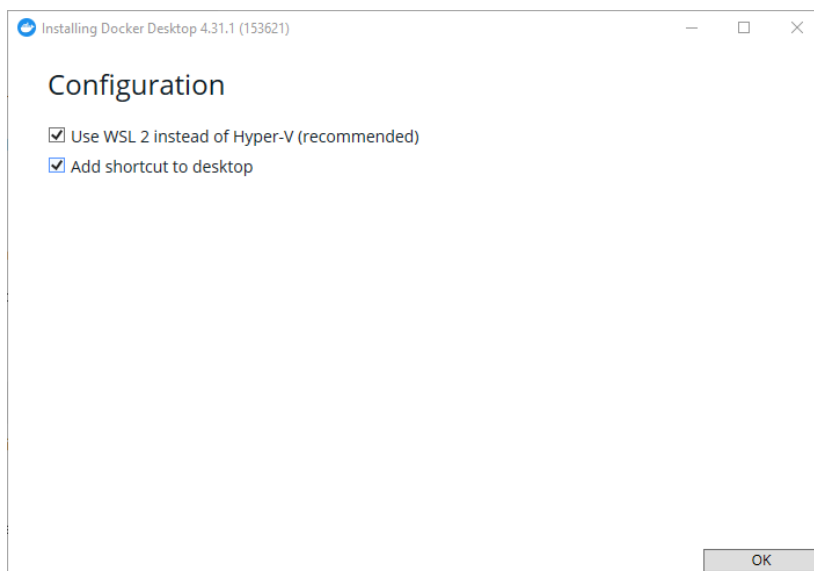 Installing Docker Desktop 4.31.1 (153621)
Configuration
Use WSL 2 instead of Hyper-V (recommended)
Add shortcut to desktop
OK